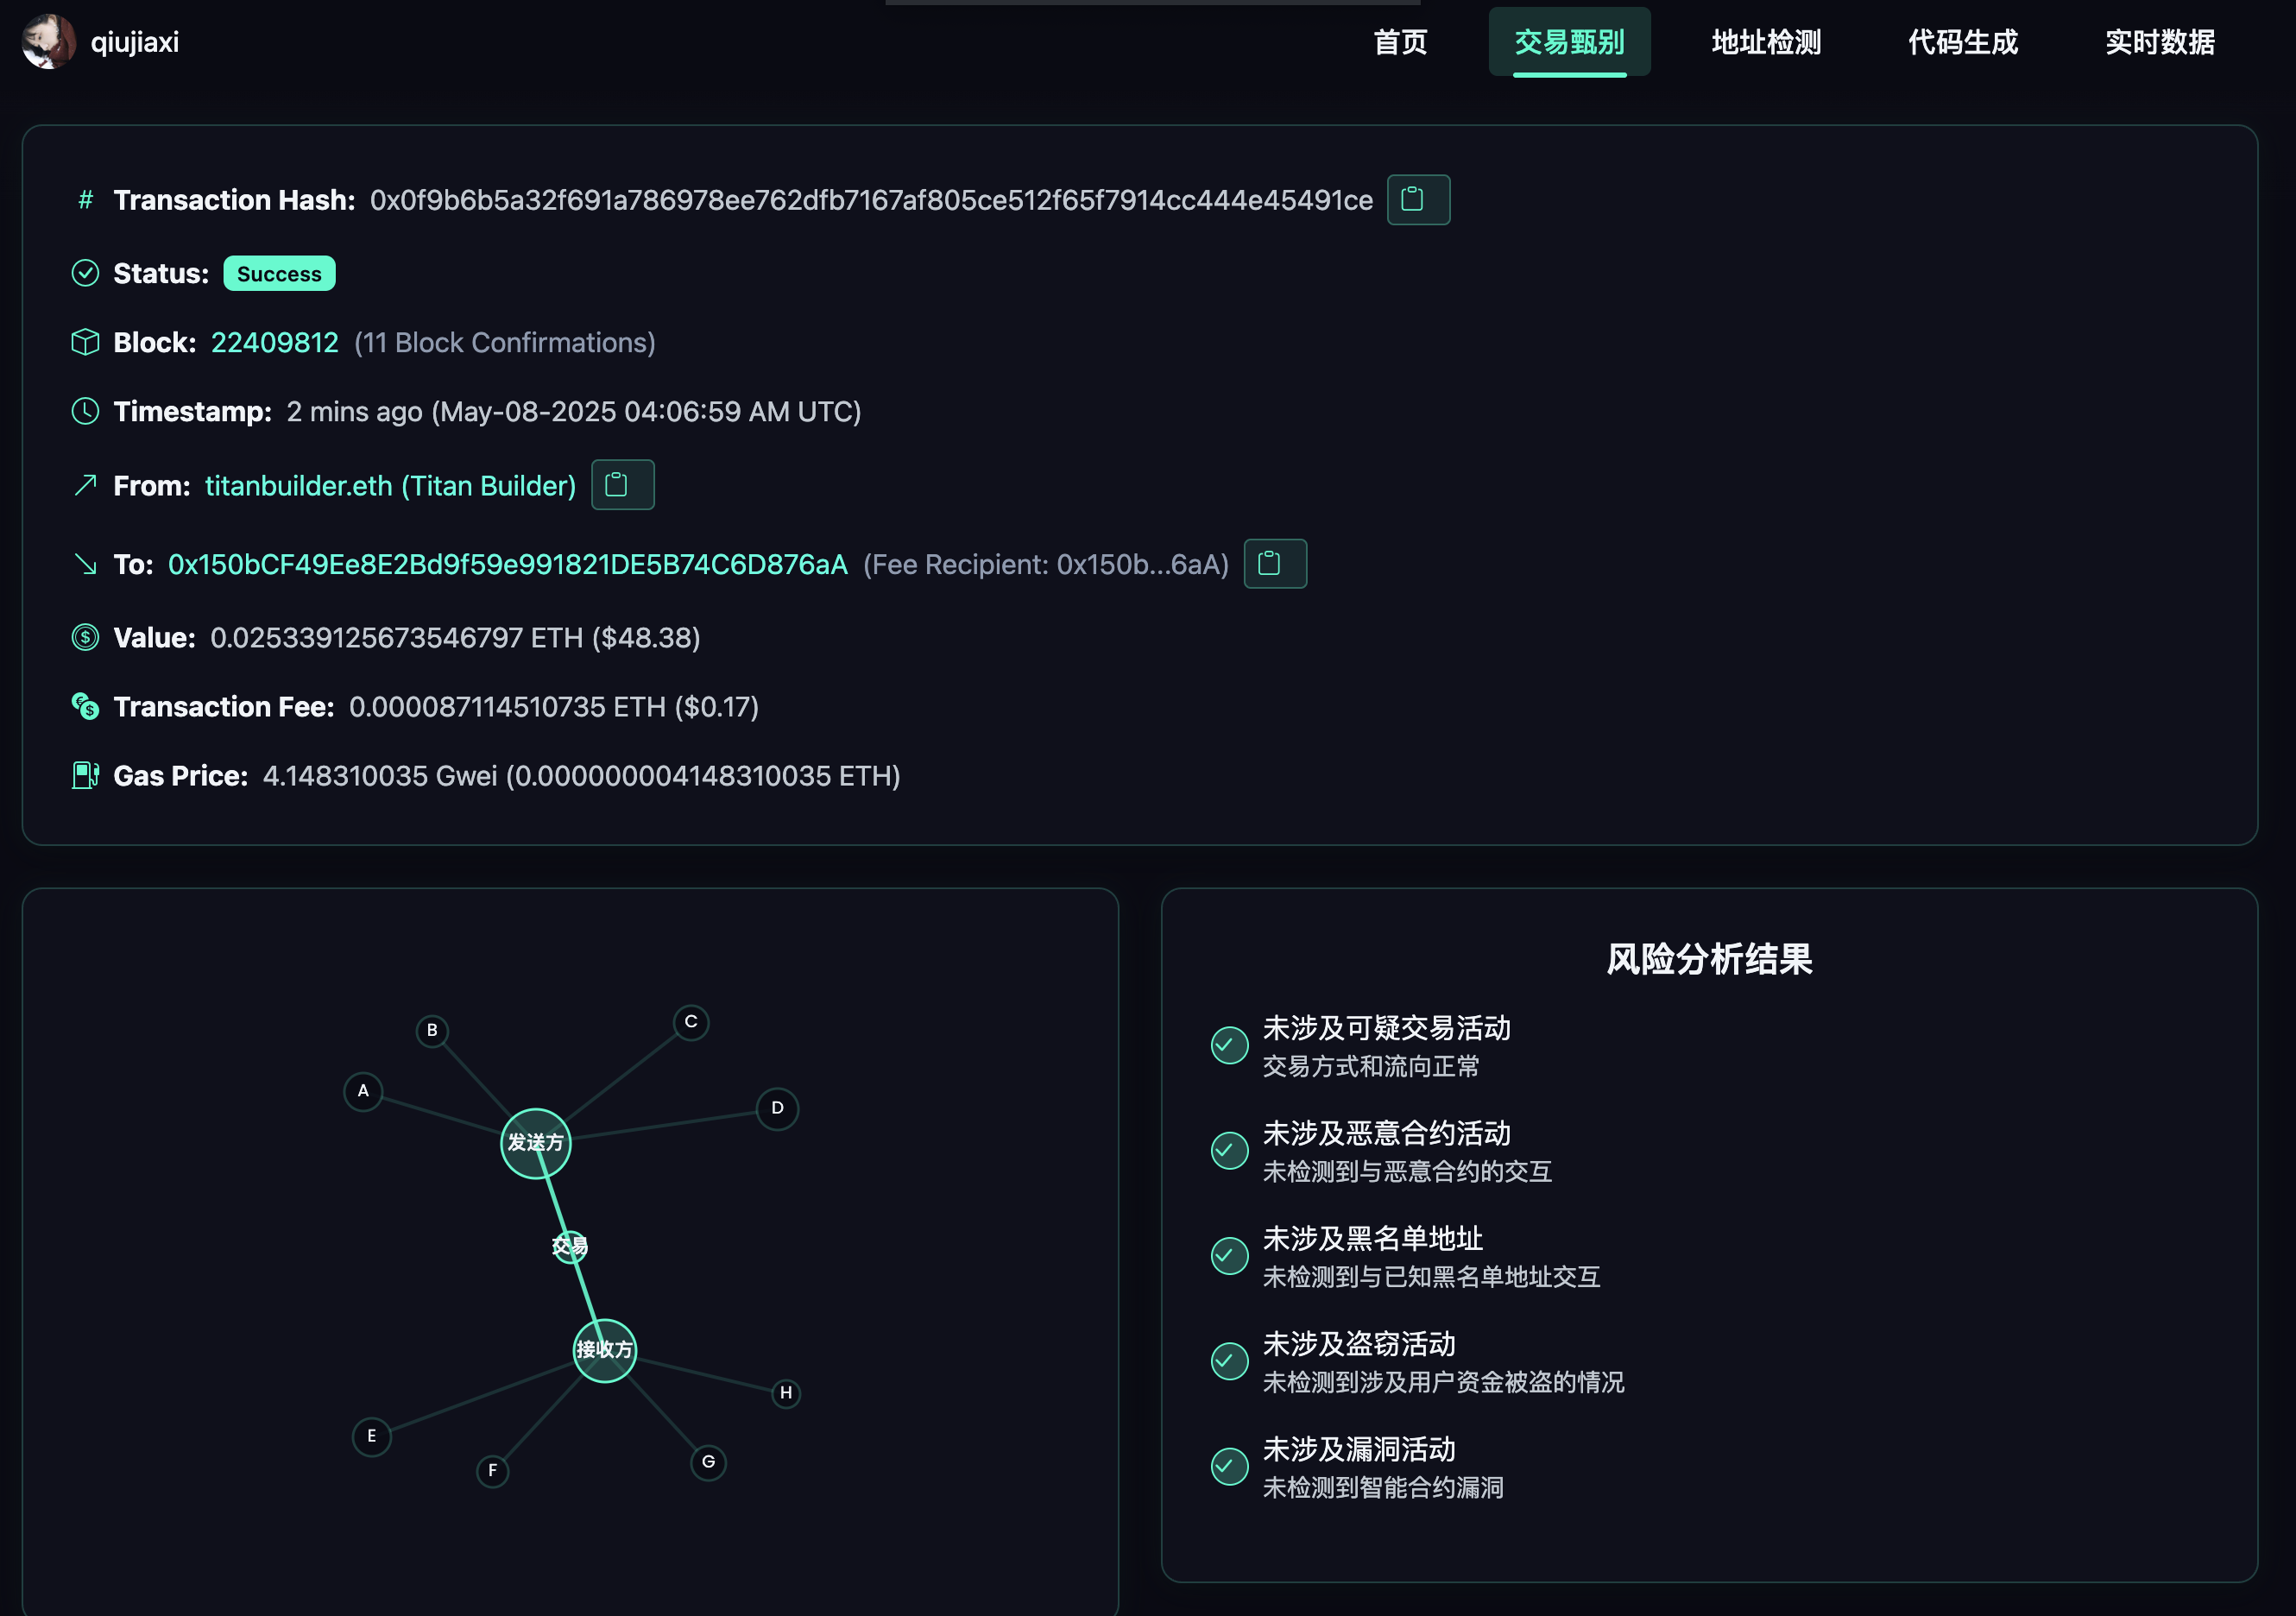 qiujiaxi
首页 交易甄别 地址检测 代码生成 实时数据
# Transaction Hash: 0x0f9b6b5a32f691a786978ee762dfb7167af805ce512f65f7914cc444e45491ce
Status: Success
Block: 22409812 (11 Block Confirmations)
Timestamp: 2 mins ago (May-08-2025 04:06:59 AM UTC)
From: titanbuilder.eth (Titan Builder)
To: 0x150bCF49Ee8E2Bd9f59e991821DE5B74C6D876aA (Fee Recipient: 0x150b...6aA)
Value: 0.025339125673546797 ETH ($48.38)
Transaction Fee: 0.000087114510735 ETH ($0.17)
Gas Price: 4.148310035 Gwei (0.000000004148310035 ETH)
B
C
A
D
发送方
交易
接收方
H
E
F
G
风险分析结果
未涉及可疑交易活动
交易方式和流向正常
未涉及恶意合约活动
未检测到与恶意合约的交互
未涉及黑名单地址
未检测到与已知黑名单地址交互
未涉及盗窃活动
未检测到涉及用户资金被盗的情况
未涉及漏洞活动
未检测到智能合约漏洞